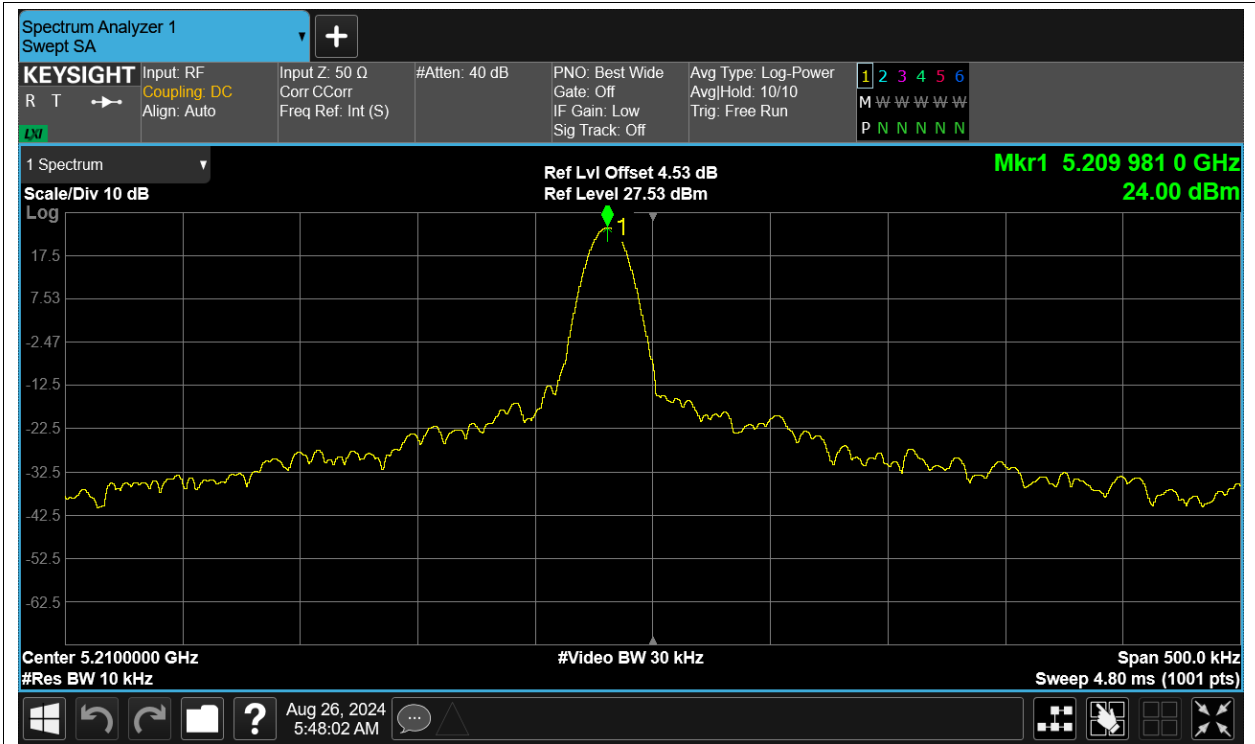 Spectrum Analyzer 1
Swept SA
KEYSIGHT
R T
LXI
Input: RF
Coupling: DC
Align: Auto
Input Z: 50 Ω
Corr CCorr
Freq Ref: Int (S)
#Atten: 40 dB
PNO: Best Wide
Gate: Off
IF Gain: Low
Sig Track: Off
Avg Type: Log-Power
Avg|Hold: 10/10
Trig: Free Run
1 2 3 4 5 6
M W W W W W W
P N N N N N N
1 Spectrum
Scale/Div 10 dB
Ref Lvl Offset 4.53 dB
Ref Level 27.53 dBm
Mkr1 5.209 981 0 GHz
24.00 dBm
Log
1
17.5
7.53
-2.47
-12.5
-22.5
-32.5
-42.5
-52.5
-62.5
Center 5.2100000 GHz
#Video BW 30 kHz
Span 500.0 kHz
#Res BW 10 kHz
Sweep 4.80 ms (1001 pts)
?
Aug 26, 2024
5:48:02 AM